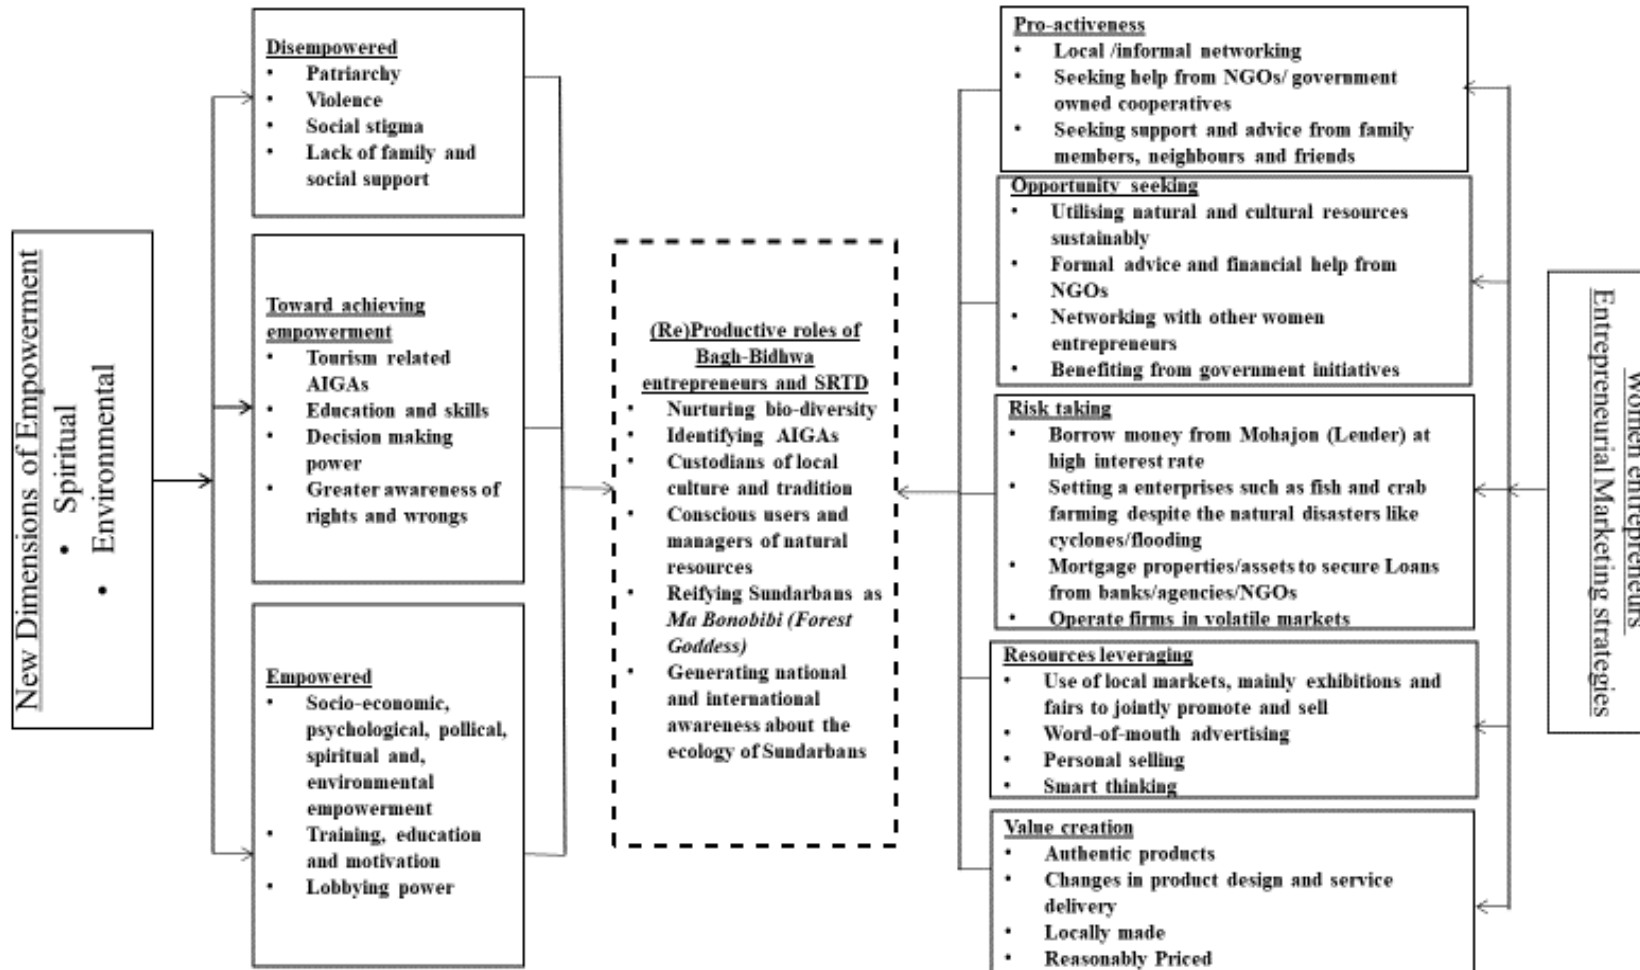 New Dimensions of Empowerment
• Spiritual
• Environmental
Disempowered
• Patriarchy
• Violence
• Social stigma
• Lack of family and
social support
Toward achieving
empowerment
• Tourism related
AIGAs
• Education and skills
• Decision making
power
• Greater awareness of
rights and wrongs
Empowered
• Socio-economic,
psychological, pollical,
spiritual and,
environmental
empowerment
• Training, education
and motivation
• Lobbying power
(Re)Productive roles of
Bagh-Bidhwa
entrepreneurs and SRTD
• Nurturing bio-diversity
• Identifying AIGAs
• Custodians of local
culture and tradition
• Conscious users and
managers of natural
resources
• Reifying Sundarbans as
Ma Bonobibi (Forest
Goddess)
• Generating national
and international
awareness about the
ecology of Sundarbans
Pro-activeness
• Local /informal networking
• Seeking help from NGOs/ government
owned cooperatives
• Seeking support and advice from family
members, neighbours and friends
Opportunity seeking
• Utilising natural and cultural resources
sustainably
• Formal advice and financial help from
NGOs
• Networking with other women
entrepreneurs
• Benefiting from government initiatives
Risk taking
• Borrow money from Mohajon (Lender) at
high interest rate
• Setting a enterprises such as fish and crab
farming despite the natural disasters like
cyclones/flooding
• Mortgage properties/assets to secure Loans
from banks/agencies/NGOs
• Operate firms in volatile markets
Resources leveraging
• Use of local markets, mainly exhibitions and
fairs to jointly promote and sell
• Word-of-mouth advertising
• Personal selling
• Smart thinking
Value creation
• Authentic products
• Changes in product design and service
delivery
• Locally made
• Reasonably Priced
Women entrepreneurs
Entrepreneurial Marketing strategies